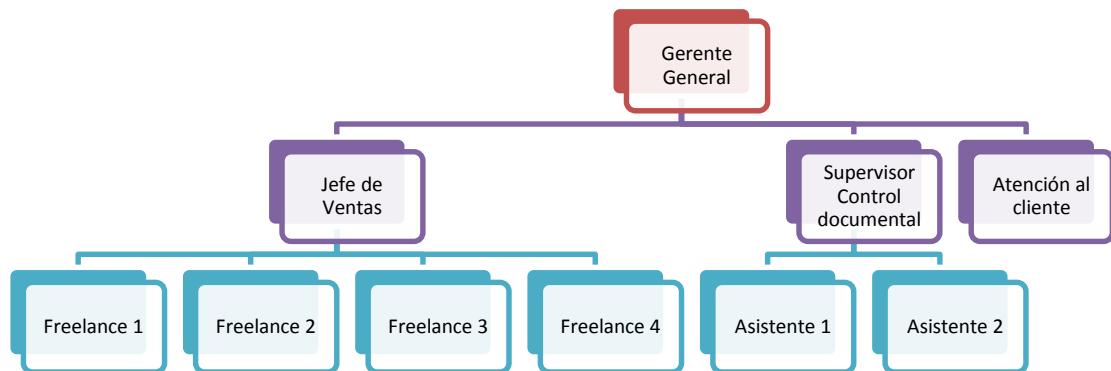 Gerente
General
Jefe de
Ventas
Supervisor
Control
documental
Atención al
cliente
Freelance 1
Freelance 2
Freelance 3
Freelance 4
Asistente 1
Asistente 2